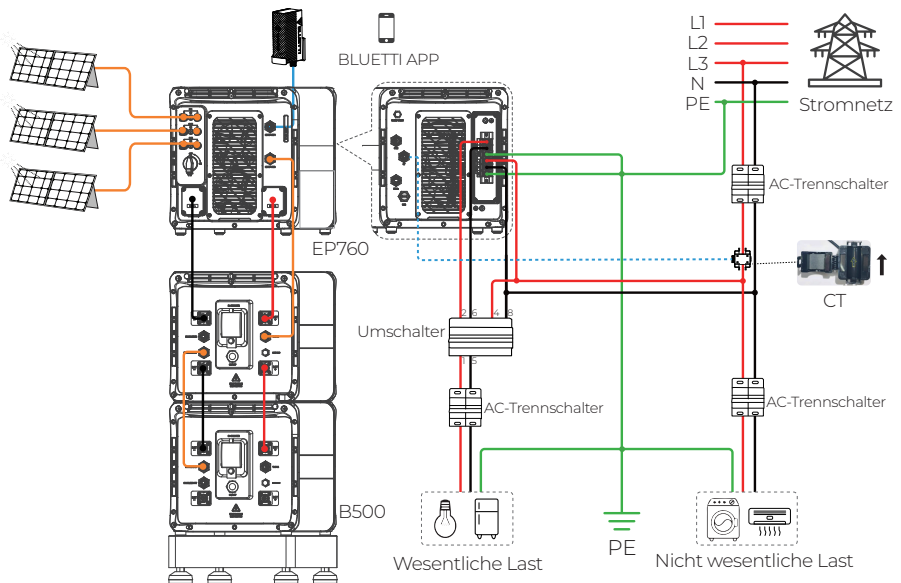 BLUETTI APP
L1
L2
L3
N
PE
Stromnetz
AC-Trennschalter
EP760
CT
2 6 4 8
Umschalter
1 5
AC-Trennschalter
AC-Trennschalter
B500
PE
Wesentliche Last
Nicht wesentliche Last